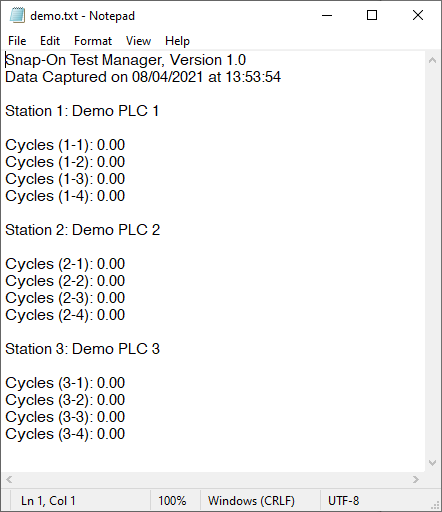 demo.txt - Notepad
File Edit Format View Help
Snap-On Test Manager, Version 1.0
Data Captured on 08/04/2021 at 13:53:54
Station 1: Demo PLC 1
Cycles (1-1): 0.00
Cycles (1-2): 0.00
Cycles (1-3): 0.00
Cycles (1-4): 0.00
Station 2: Demo PLC 2
Cycles (2-1): 0.00
Cycles (2-2): 0.00
Cycles (2-3): 0.00
Cycles (2-4): 0.00
Station 3: Demo PLC 3
Cycles (3-1): 0.00
Cycles (3-2): 0.00
Cycles (3-3): 0.00
Cycles (3-4): 0.00
Ln 1, Col 1 100% Windows (CRLF) UTF-8